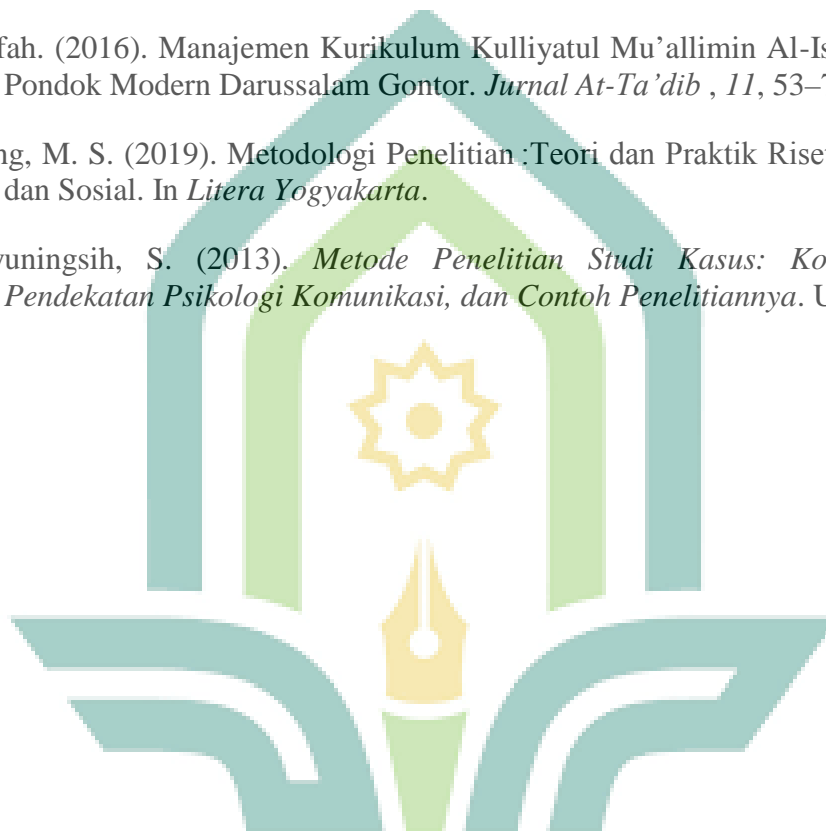 fah. (2016). Manajemen Kurikulum Kulliyatul Mu’allimin Al-Is
Pondok Modern Darussalam Gontor. Jurnal At-Ta’dib , 11, 53–7
ng, M. S. (2019). Metodologi Penelitian :Teori dan Praktik Riset
dan Sosial. In Litera Yogyakarta.
yuningsih, S. (2013). Metode Penelitian Studi Kasus: Ko
Pendekatan Psikologi Komunikasi, dan Contoh Penelitiannya. U